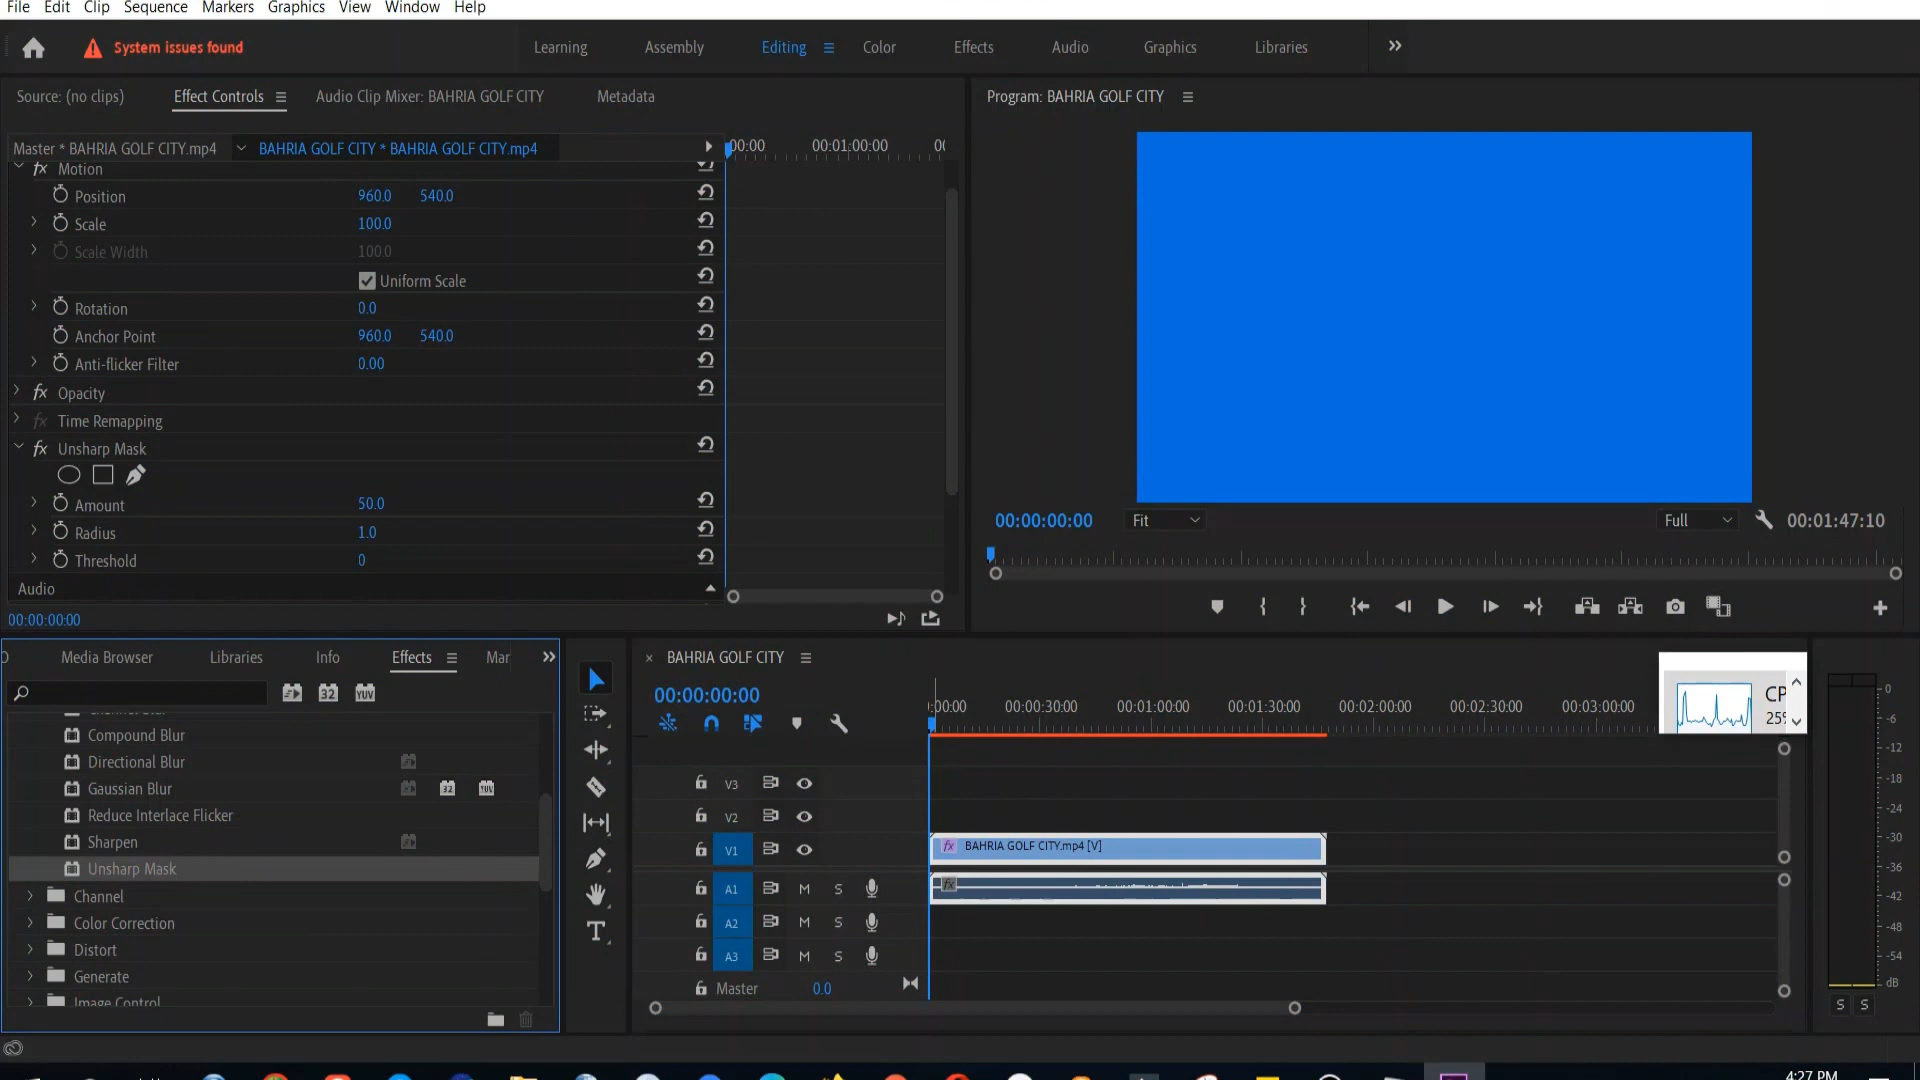 File Edit Clip Sequence Markers Graphics View Window Help
System issues found
Learning Assembly Editing Color Effects Audio Graphics Libraries
Source: (no clips) Effect Controls Audio Clip Mixer: BAHRIA GOLF CITY Metadata
Program: BAHRIA GOLF CITY
Master * BAHRIA GOLF CITY.mp4 BAHRIA GOLF CITY * BAHRIA GOLF CITY.mp4
00:00 00:01:00:00 00
fx Motion
Position 960.0 540.0
Scale 100.0
Scale Width 100.0
Uniform Scale
Rotation 0.0
Anchor Point 960.0 540.0
Anti-flicker Filter 0.00
fx Opacity
fx Time Remapping
fx Unsharp Mask
Amount 50.0
Radius 1.0
Threshold 0
Audio
00:00:00:00
00:00:00:00 Fit Full 00:01:47:10
Media Browser Libraries Info Effects Mar
32 YUV
Compound Blur
Directional Blur
Gaussian Blur 32 YUV
Reduce Interlace Flicker
Sharpen
Unsharp Mask
Channel
Color Correction
Distort
Generate
Image Control
BAHRIA GOLF CITY
00:00:00:00
:00:00 00:00:30:00 00:01:00:00 00:01:30:00 00:02:00:00 00:02:30:00 00:03:00:00
CP
25%
V3
V2
V1 fx BAHRIA GOLF CITY.mp4 [V]
A1 M S fx
A2 M S
A3 M S
Master 0.0
0
-6
-12
-18
-24
-30
-36
-42
-48
-54
dB
S S
4:27 PM